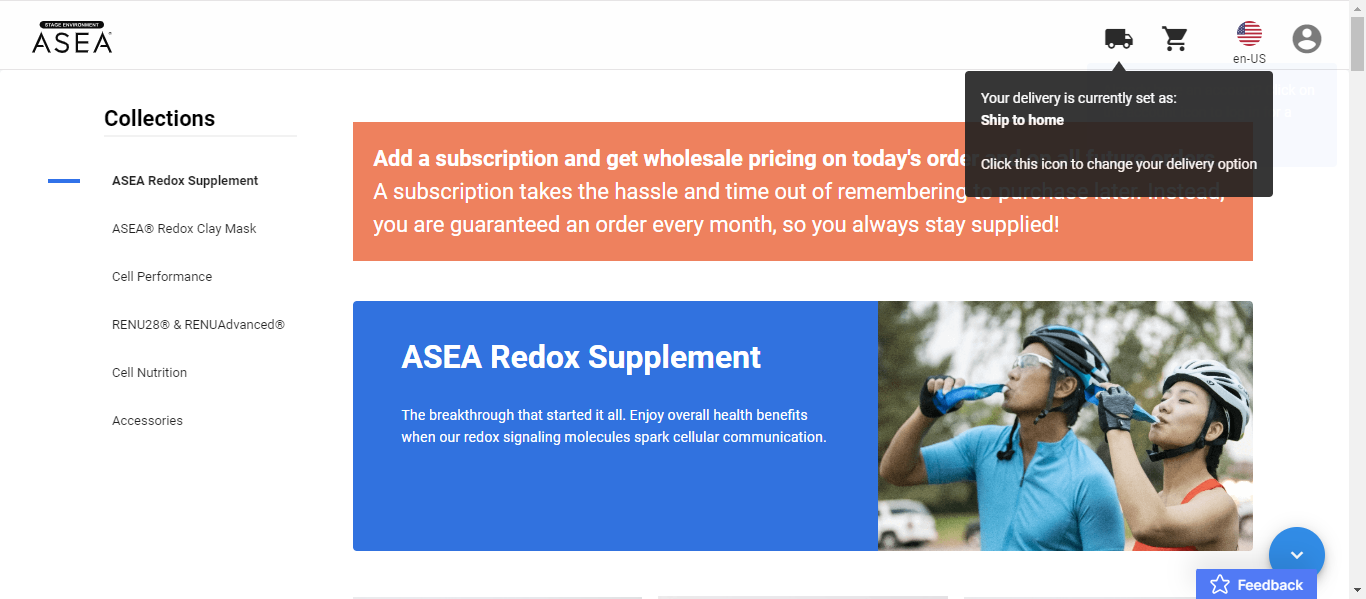 STAGE ENVIRONMENT
ASEA
en-US
Your delivery is currently set as:
Ship to home
Click this icon to change your delivery option
Collections
ASEA Redox Supplement
ASEA® Redox Clay Mask
Cell Performance
RENU28® & RENUAdvanced®
Cell Nutrition
Accessories
Add a subscription and get wholesale pricing on today's order
A subscription takes the hassle and time out of remembering to purchase later. Instead,
you are guaranteed an order every month, so you always stay supplied!
ASEA Redox Supplement
The breakthrough that started it all. Enjoy overall health benefits
when our redox signaling molecules spark cellular communication.
Feedback